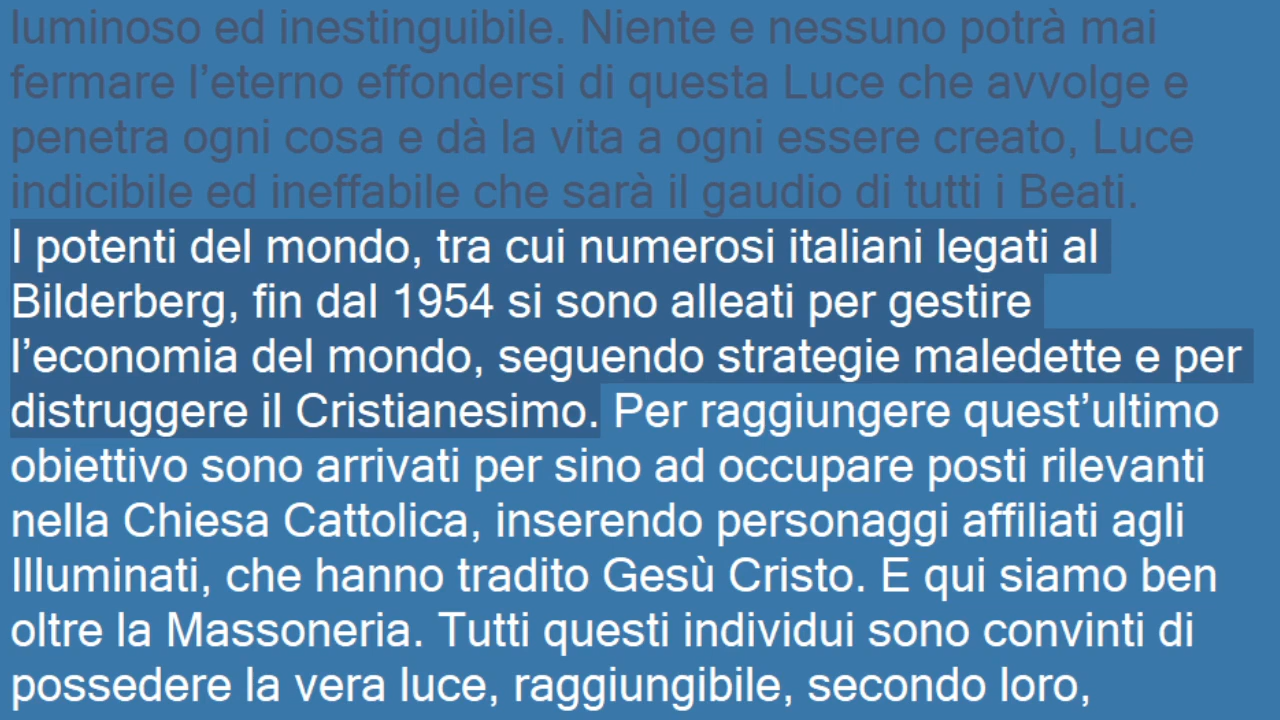 luminoso ed inestinguibile. Niente e nessuno potrà mai
fermare l’eterno effondersi di questa Luce che avvolge e
penetra ogni cosa e dà la vita a ogni essere creato, Luce
indicibile ed ineffabile che sarà il gaudio di tutti i Beati.
I potenti del mondo, tra cui numerosi italiani legati al
Bilderberg, fin dal 1954 si sono alleati per gestire
l’economia del mondo, seguendo strategie maledette e per
distruggere il Cristianesimo. Per raggiungere quest’ultimo
obiettivo sono arrivati per sino ad occupare posti rilevanti
nella Chiesa Cattolica, inserendo personaggi affiliati agli
Illuminati, che hanno tradito Gesù Cristo. E qui siamo ben
oltre la Massoneria. Tutti questi individui sono convinti di
possedere la vera luce, raggiungibile, secondo loro,